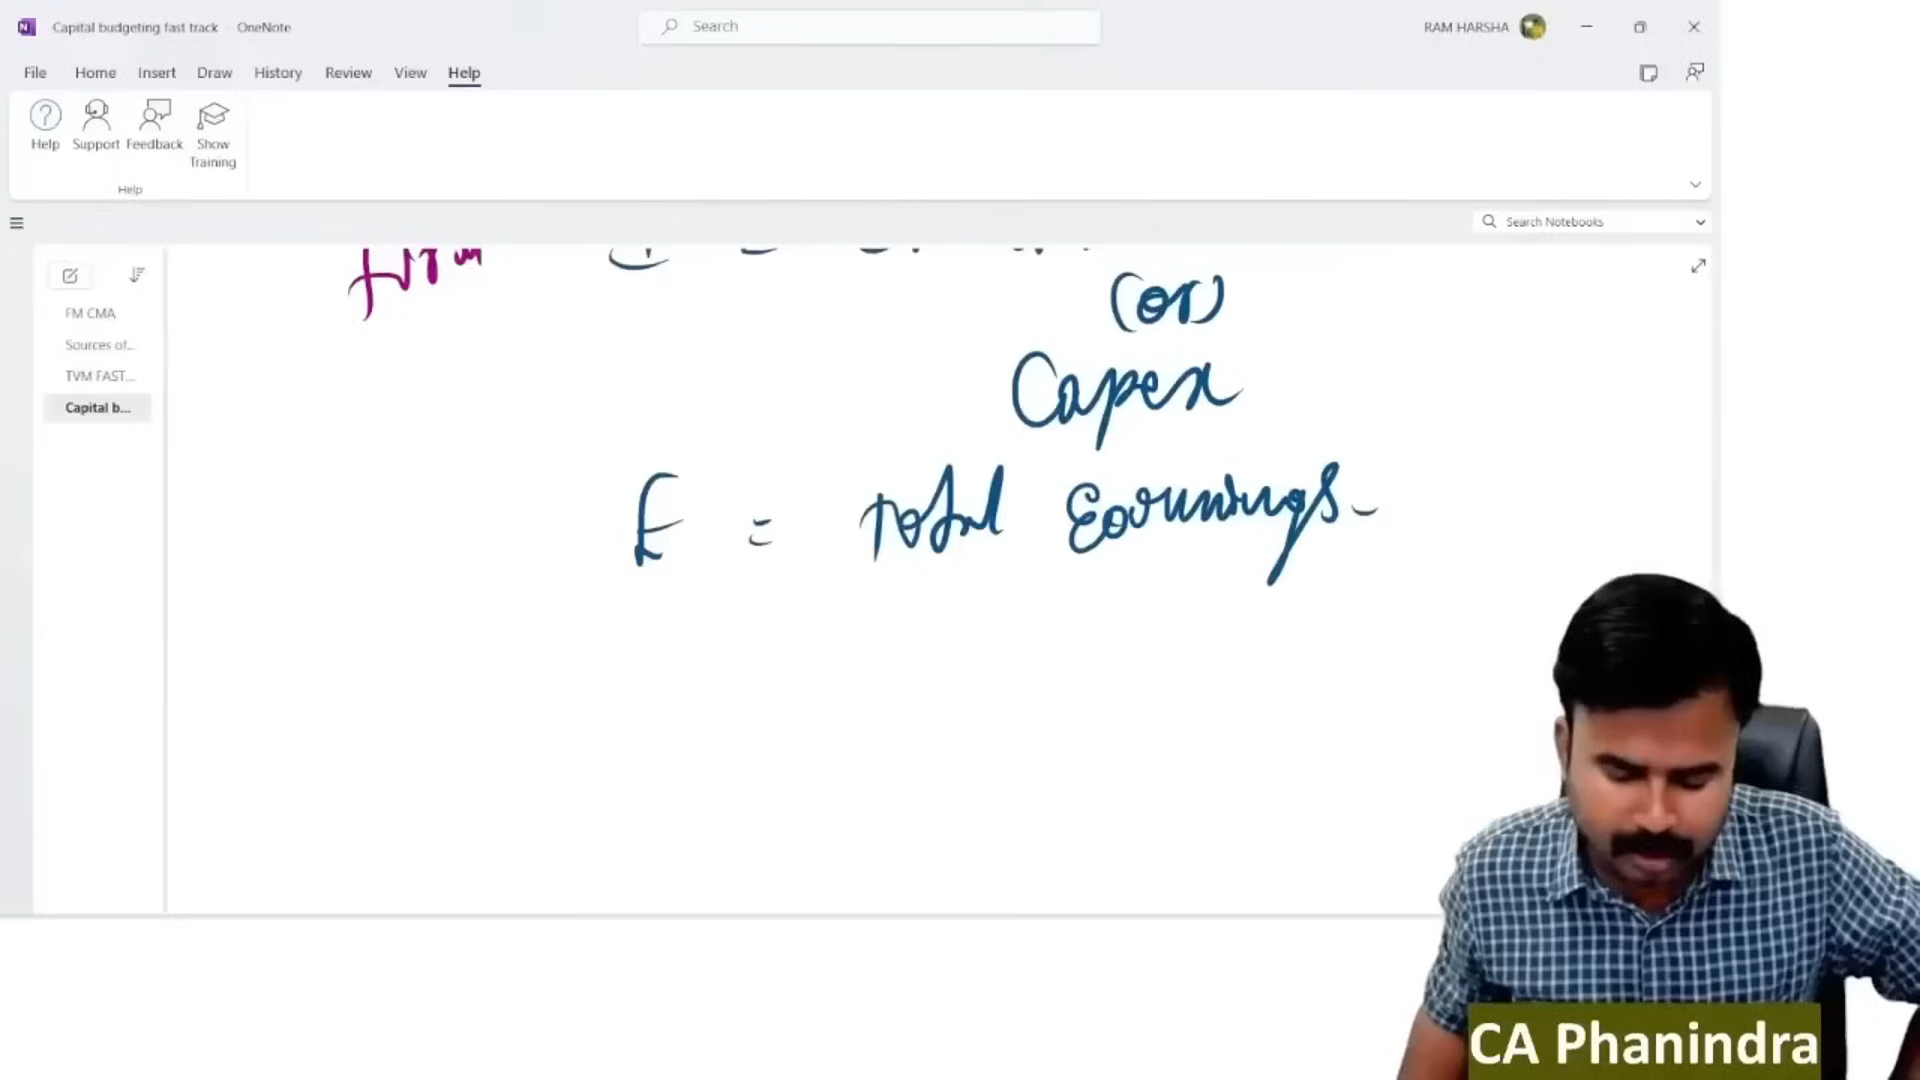 Capital budgeting fast track OneNote
Search
RAM HARSHA
File Home Insert Draw History Review View Help
Help Support Feedback Show Training
Help
Search Notebooks
FM CMA
Sources of...
TVM FAST...
Capital b...
(or)
Capex
E = total Earnings
CA Phanindra